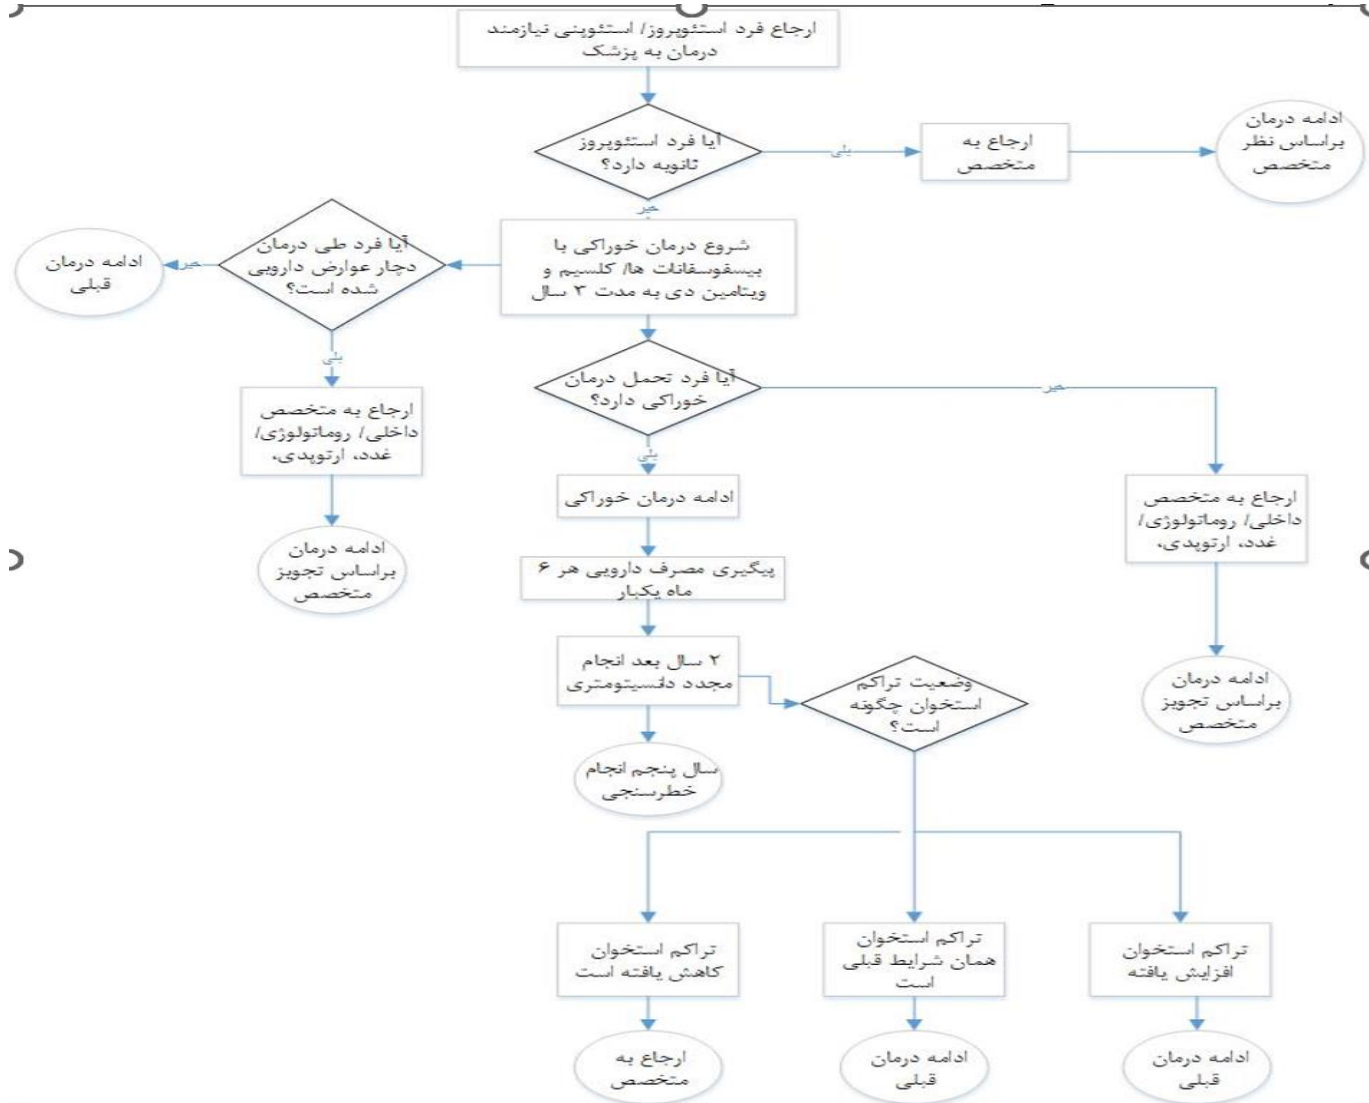 ارجاع فرد استئوپروز/ استئوپنی نیازمند
درمان به پزشک
آیا فرد استئوپروز
ثانویه دارد؟
بلی
ارجاع به
متخصص
ادامه درمان
براساس نظر
متخصص
خیر
شروع درمان خوراکی با
بیسفوسفانات ها/ کلسیم و
ویتامین دی به مدت ۳ سال
آیا فرد طی درمان
دچار عوارض دارویی
شده است؟
خیر
ادامه درمان
قبلی
بلی
ارجاع به متخصص
داخلی/ روماتولوژی/
غدد، ارتوپدی،
ادامه درمان
براساس تجویز
متخصص
آیا فرد تحمل درمان
خوراکی دارد؟
خیر
ارجاع به متخصص
داخلی/ روماتولوژی/
غدد، ارتوپدی،
ادامه درمان
براساس تجویز
متخصص
بلی
ادامه درمان خوراکی
پیگیری مصرف دارویی هر ۶
ماه یکبار
۲ سال بعد انجام
مجدد دانسیتومتری
سال پنجم انجام
خطرسنجی
وضعیت تراکم
استخوان چگونه
است؟
تراکم استخوان
افزایش یافته
تراکم استخوان
همان شرایط قبلی
است
تراکم استخوان
کاهش یافته است
ادامه درمان
قبلی
ادامه درمان
قبلی
ارجاع به
متخصص